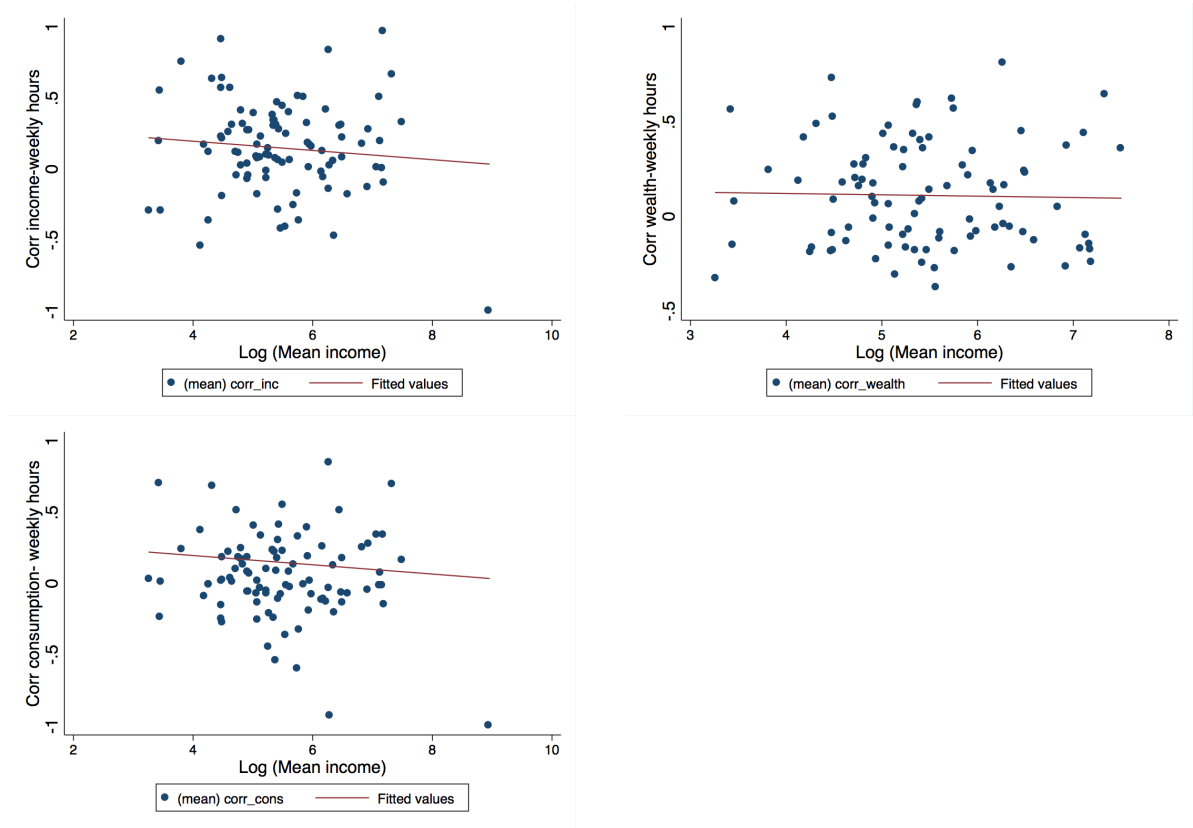 Corr income-weekly hours
1
.5
0
-.5
-1
2 4 6 8 10
Log (Mean income)
(mean) corr_inc Fitted values
Corr wealth-weekly hours
1
.5
0
-.5
3 4 5 6 7 8
Log (Mean income)
(mean) corr_wealth Fitted values
Corr consumption- weekly hours
1
.5
0
-.5
-1
2 4 6 8 10
Log (Mean income)
(mean) corr_cons Fitted values